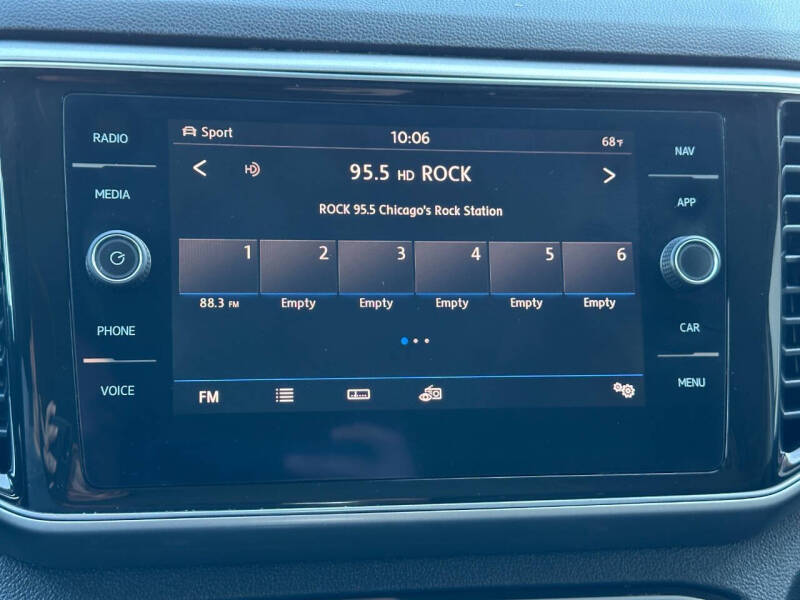 RADIO
MEDIA
PHONE
VOICE
Sport 10:06 68°F
HD 95.5 HD ROCK
ROCK 95.5 Chicago's Rock Station
1 2 3 4 5 6
88.3 FM Empty Empty Empty Empty Empty
FM
NAV
APP
CAR
MENU